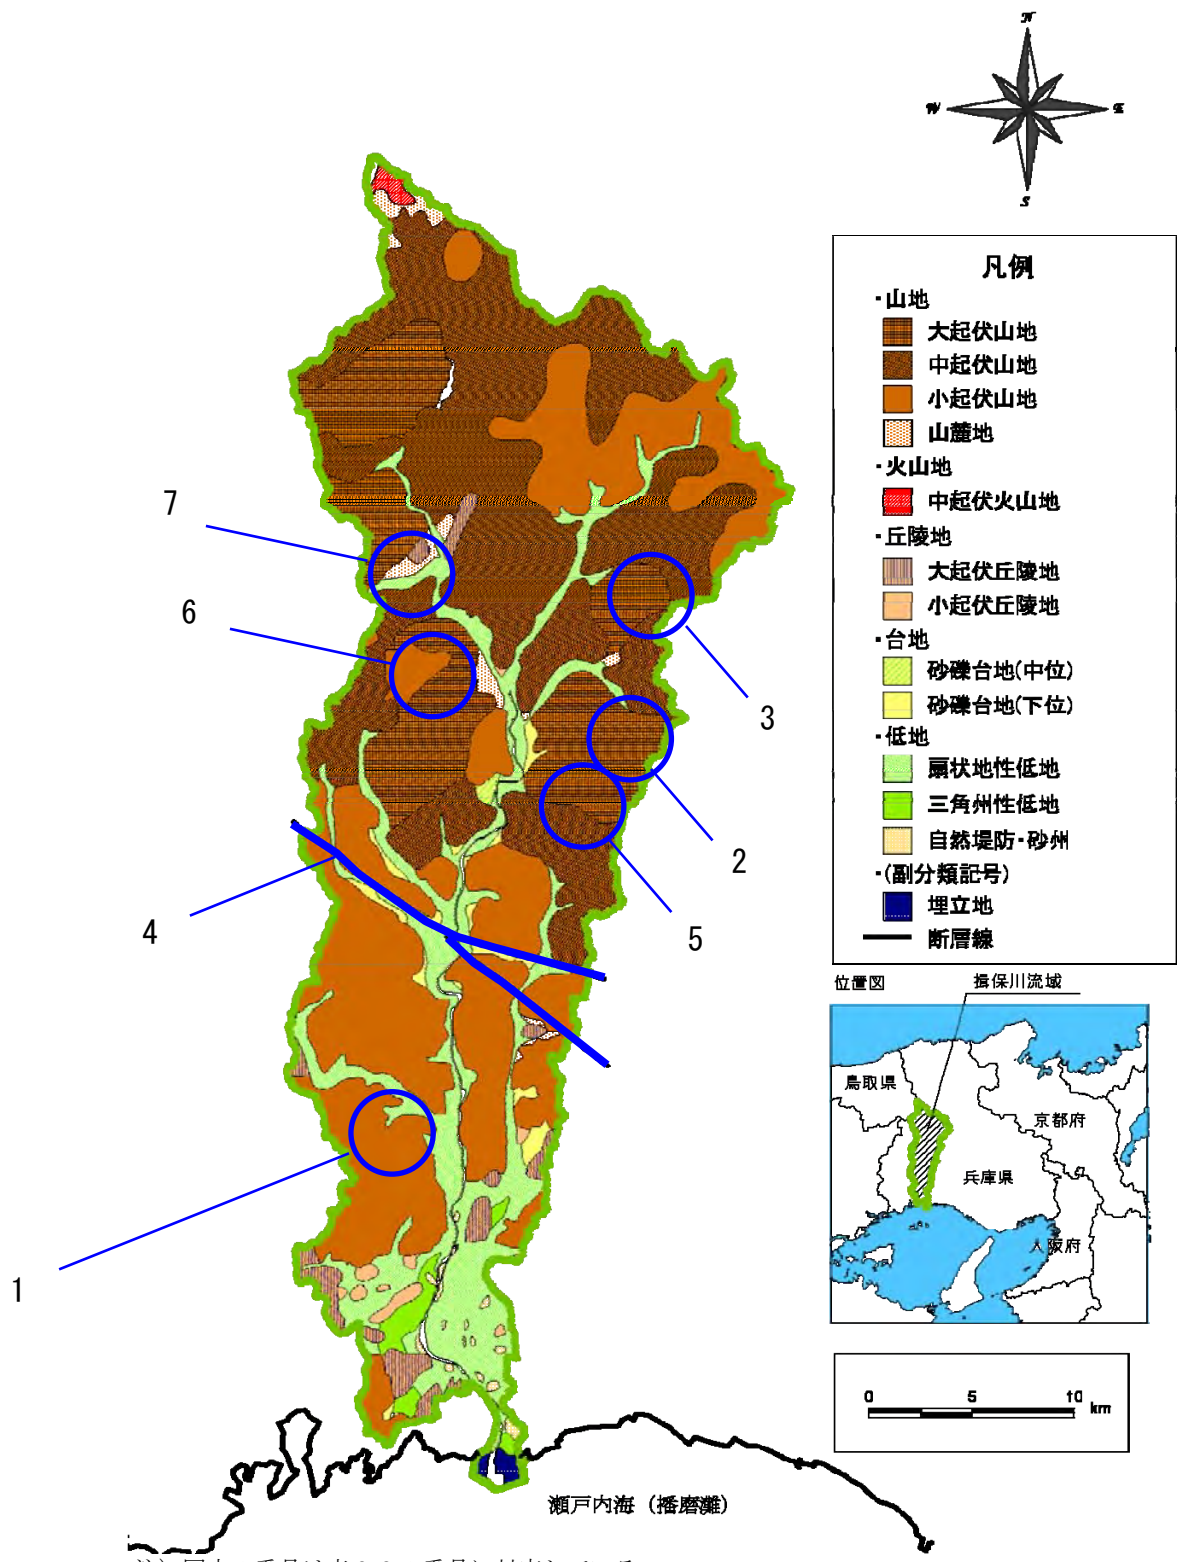 N
W
E
S
凡例
・山地
大起伏山地
中起伏山地
小起伏山地
山麓地
・火山地
中起伏火山地
・丘陵地
大起伏丘陵地
小起伏丘陵地
・台地
砂礫台地(中位)
砂礫台地(下位)
・低地
扇状地性低地
三角州性低地
自然堤防・砂州
・(副分類記号)
埋立地
断層線
7
6
3
2
5
4
1
位置図
揖保川流域
鳥取県
京都府
兵庫県
大阪府
0 5 10 km
瀬戸内海 (播磨灘)